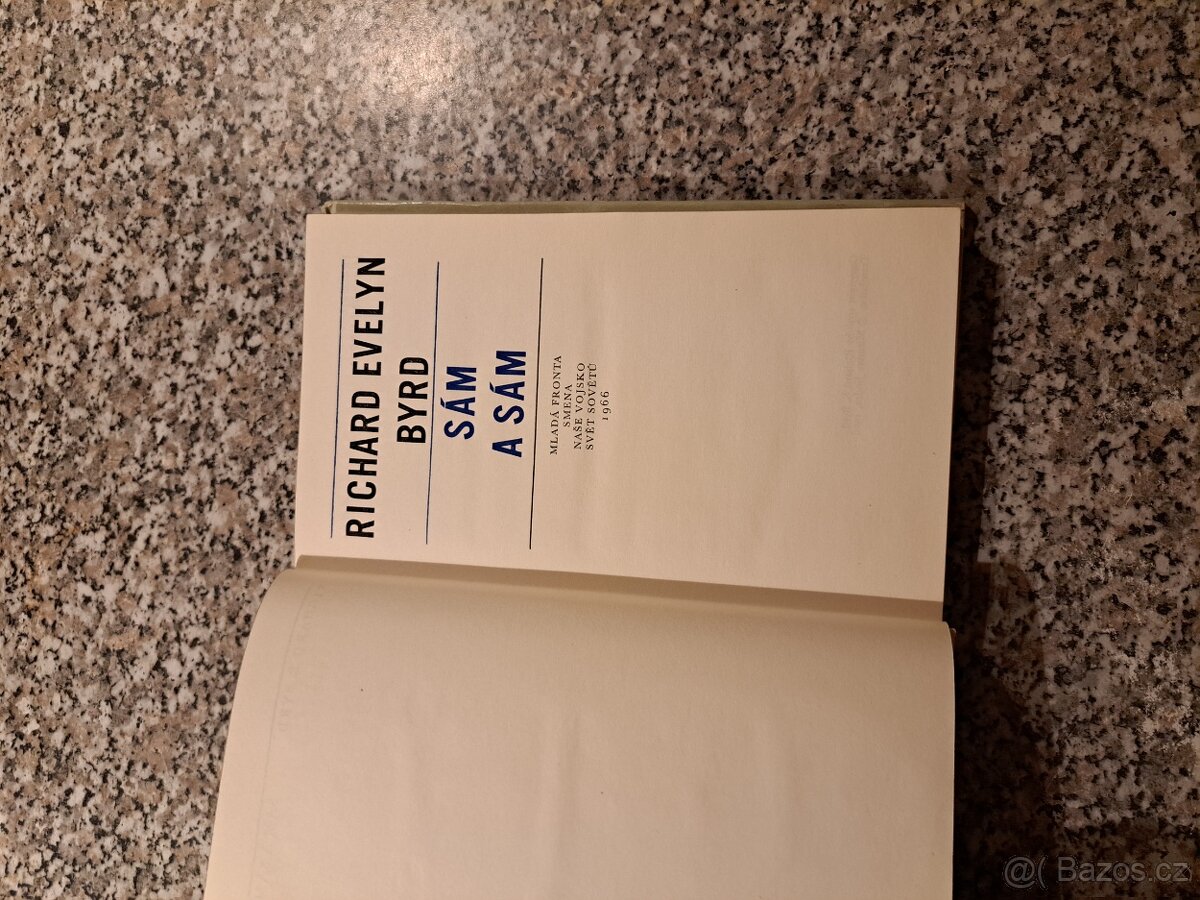 RICHARD EVELYN
BYRD
SÁM
A SÁM
MLADÁ FRONTA
SMENA
NAŠE VOJSKO
SVĚT SOVĚTŮ
1966
@( Bazos.cz